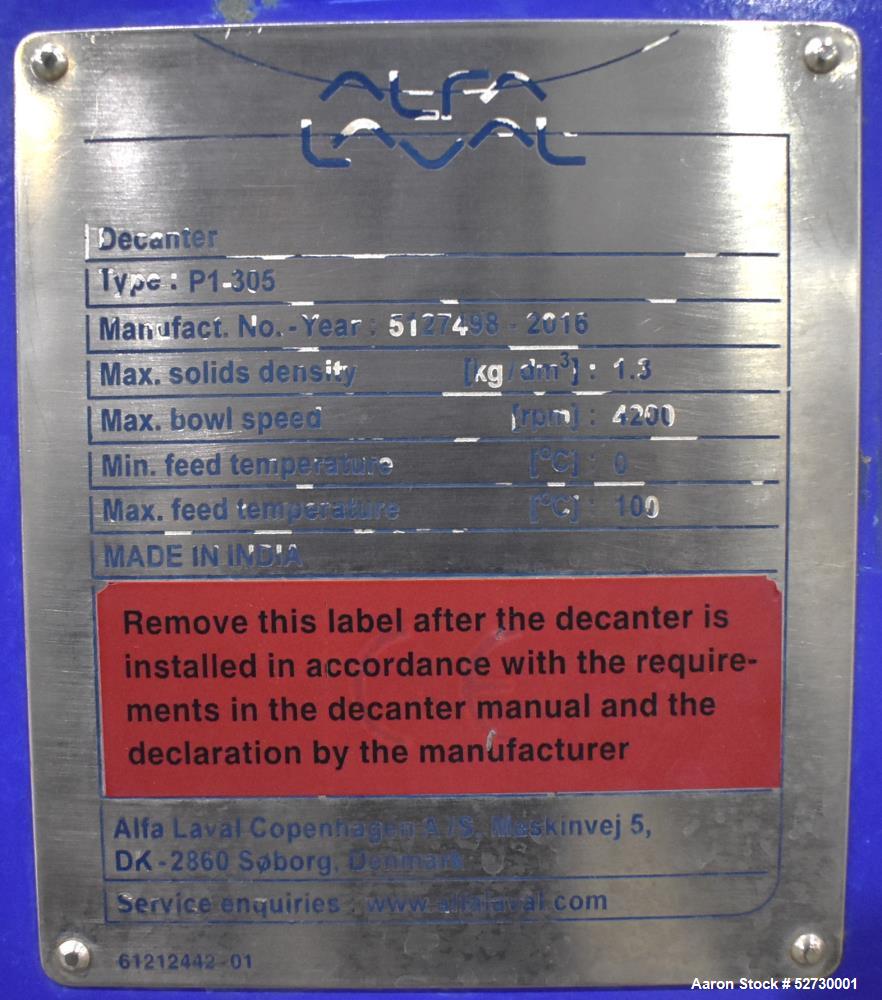 ALFA
LAVAL
Decanter
Type : P1-305
Manufact. No. - Year : 5127498 - 2016
Max. solids density [kg/dm³] : 1.3
Max. bowl speed [rpm] : 4200
Min. feed temperature [°C] : 0
Max. feed temperature [°C] : 100
MADE IN INDIA
Remove this label after the decanter is
installed in accordance with the require-
ments in the decanter manual and the
declaration by the manufacturer
Alfa Laval Copenhagen A/S, Maskinvej 5,
DK-2860 Søborg, Denmark
Service enquiries : www.alfalaval.com
61212442-01
Aaron Stock # 52730001